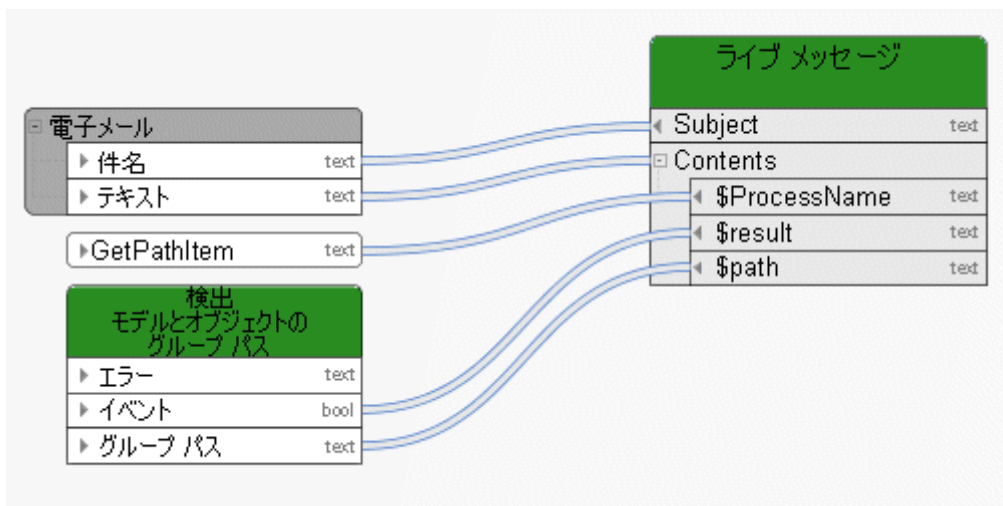 電子メール
件名 text
テキスト text
GetPathItem text
検出
モデルとオブジェクトの
グループ パス
エラー text
イベント bool
グループ パス text
ライブ メッセージ
Subject text
Contents
$ProcessName text
$result text
$path text